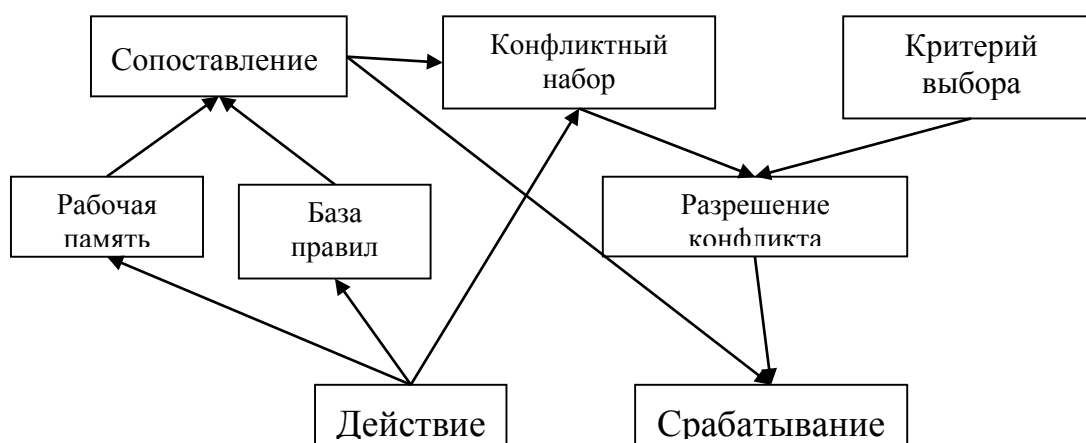 Сопоставление
Конфликтный
набор
Критерий
выбора
Рабочая
память
База
правил
Разрешение
конфликта
Действие
Срабатывание